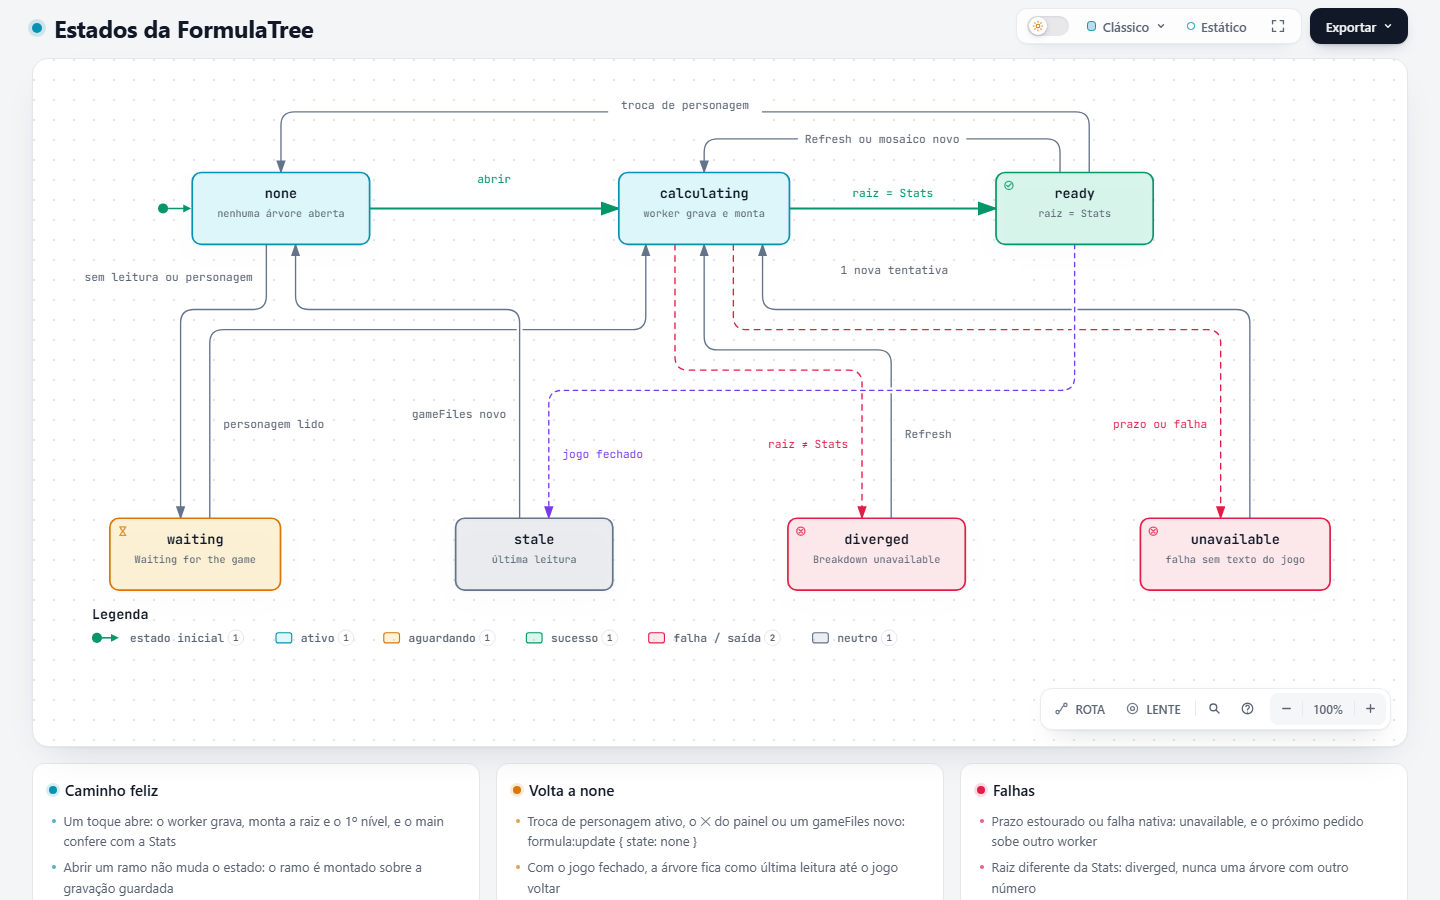 Estados da FormulaTree
Clássico
Estático
Exportar
troca de personagem
Refresh ou mosaico novo
none
nenhuma árvore aberta
abrir
calculating
worker grava e monta
raiz = Stats
ready
raiz = Stats
sem leitura ou personagem
1 nova tentativa
personagem lido
gameFiles novo
jogo fechado
raiz ≠ Stats
Refresh
prazo ou falha
waiting
Waiting for the game
stale
última leitura
diverged
Breakdown unavailable
unavailable
falha sem texto do jogo
Legenda
estado inicial 1
ativo 1
aguardando 1
sucesso 1
falha / saída 2
neutro 1
ROTA
LENTE
− 100% +
Caminho feliz
• Um toque abre: o worker grava, monta a raiz e o 1º nível, e o main
confere com a Stats
• Abrir um ramo não muda o estado: o ramo é montado sobre a
gravação guardada
Volta a none
• Troca de personagem ativo, o ✕ do painel ou um gameFiles novo:
formula:update { state: none }
• Com o jogo fechado, a árvore fica como última leitura até o jogo
voltar
Falhas
• Prazo estourado ou falha nativa: unavailable, e o próximo pedido
sobe outro worker
• Raiz diferente da Stats: diverged, nunca uma árvore com outro
número